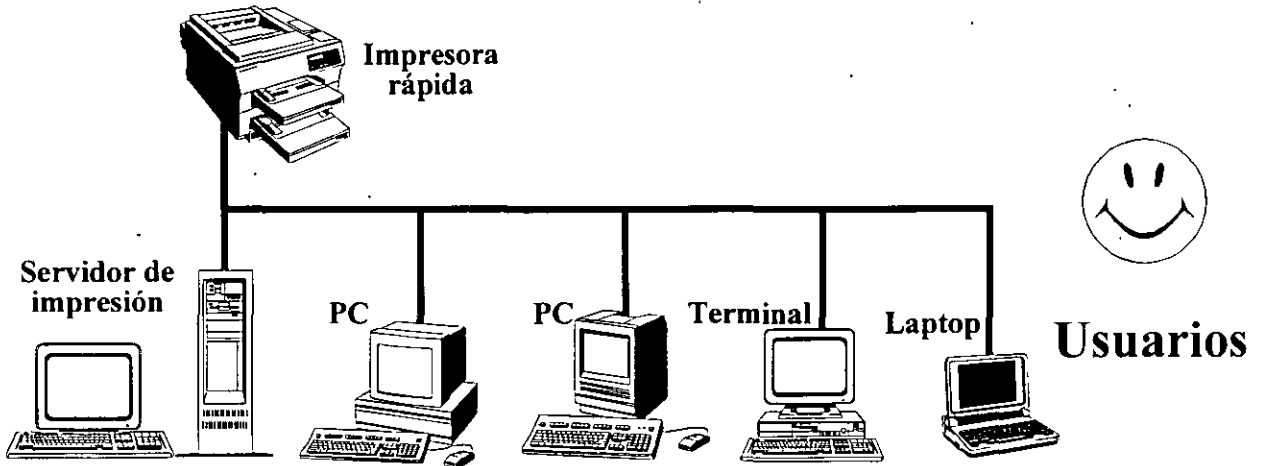 Impresora
rápida
Servidor de
impresión
PC
PC
Terminal
Laptop
Usuarios